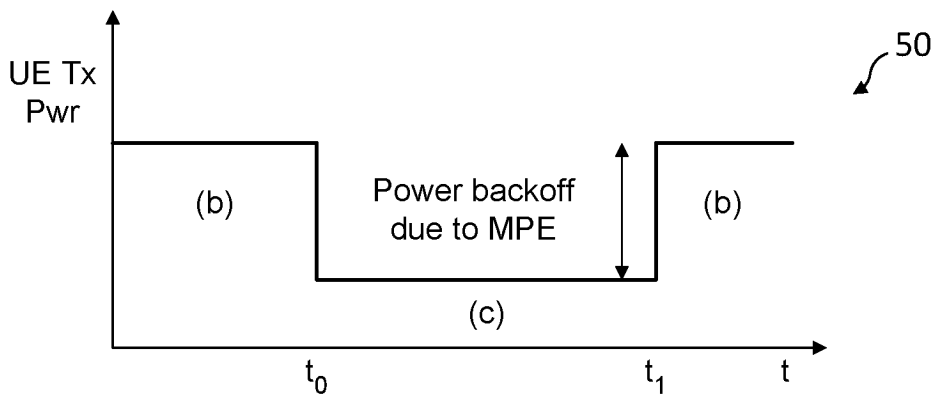 UE Tx
Pwr
50
(b)
Power backoff
due to MPE
(b)
(c)
t0
t1
t